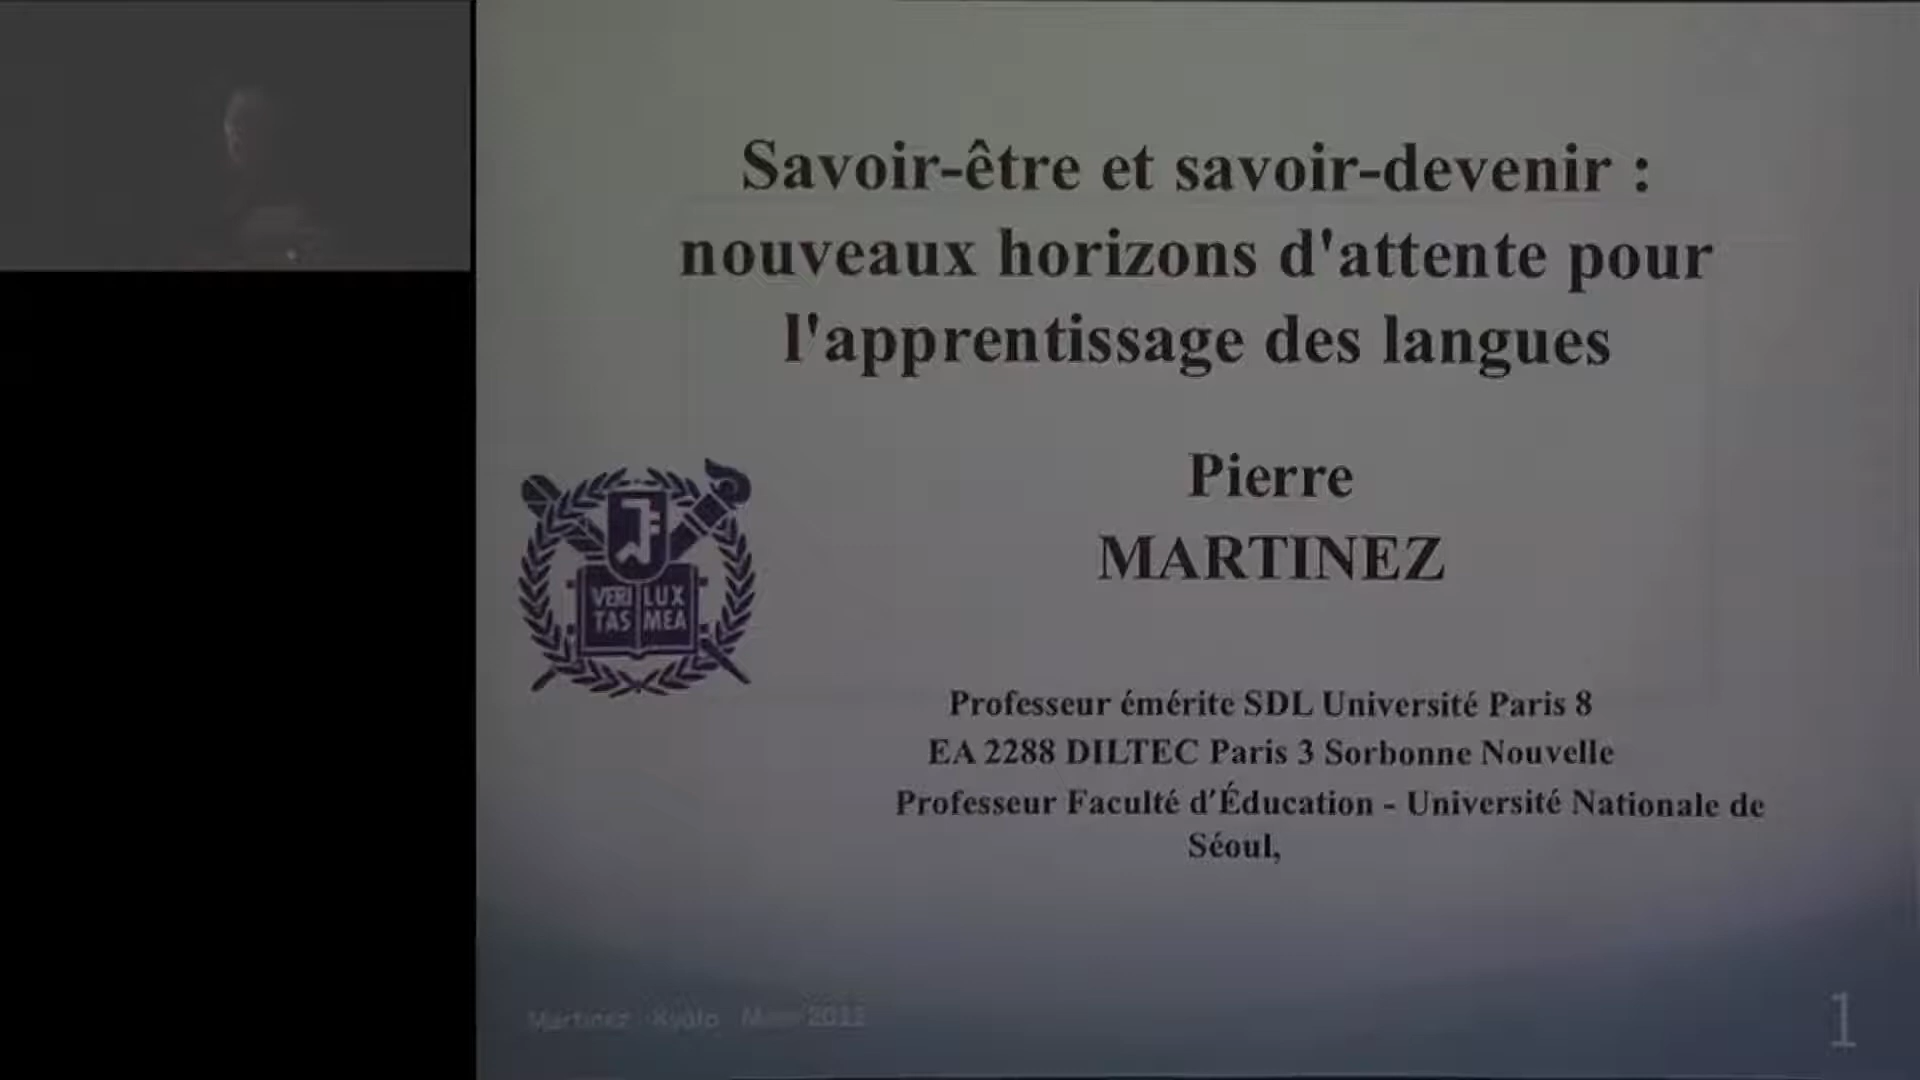 Savoir-être et savoir-devenir :
nouveaux horizons d'attente pour
l'apprentissage des langues
Pierre
MARTINEZ
VERI LUX
TAS MEA
Professeur émérite SDL Université Paris 8
EA 2288 DILTEC Paris 3 Sorbonne Nouvelle
Professeur Faculté d'Éducation - Université Nationale de
Séoul,
Martinez Kyoto
1